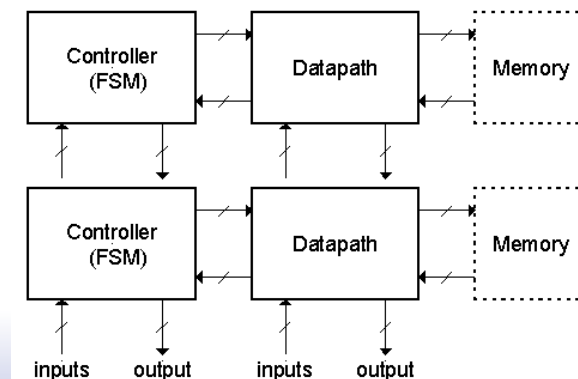 Controller
(FSM)
Datapath
Memory
Controller
(FSM)
Datapath
Memory
inputs
output
inputs
output